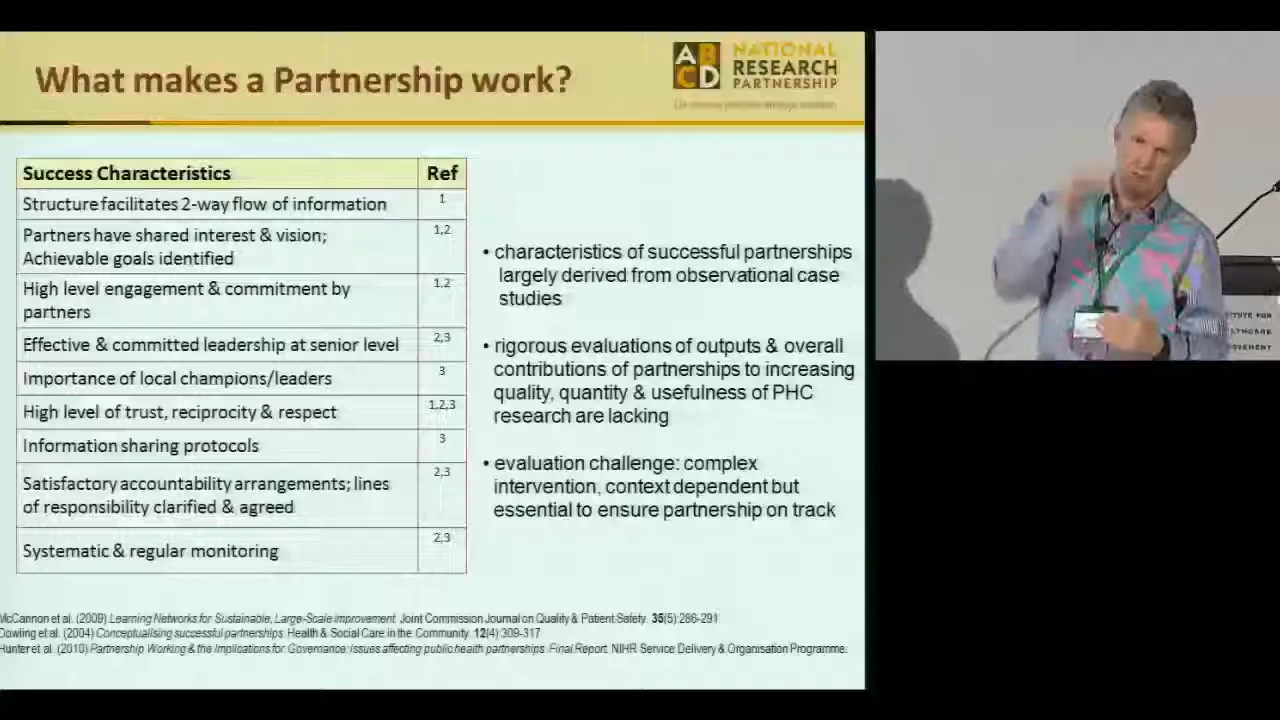 What makes a Partnership work?
ABCD
NATIONAL
RESEARCH
PARTNERSHIP
Success Characteristics Ref
Structure facilitates 2-way flow of information 1
Partners have shared interest & vision; 1,2
Achievable goals identified
High level engagement & commitment by 1,2
partners
Effective & committed leadership at senior level 2,3
Importance of local champions/leaders 3
High level of trust, reciprocity & respect 1,2,3
Information sharing protocols 3
Satisfactory accountability arrangements; lines 2,3
of responsibility clarified & agreed
Systematic & regular monitoring 2,3
• characteristics of successful partnerships
largely derived from observational case
studies
• rigorous evaluations of outputs & overall
contributions of partnerships to increasing
quality, quantity & usefulness of PHC
research are lacking
• evaluation challenge: complex
intervention, context dependent but
essential to ensure partnership on track
McCannon et al. (2009) Learning Networks for Sustainable, Large-Scale Improvement. Joint Commission Journal on Quality & Patient Safety. 35(5):286-291
Dowling et al. (2004) Conceptualising successful partnerships. Health & Social Care in the Community. 12(4):309-317
Hunter et al. (2010) Partnership Working & the Implications for Governance: issues affecting public health partnerships. Final Report. NIHR Service Delivery & Organisation Programme.
ITUTE FOR
LTHCARE
OVEMENT